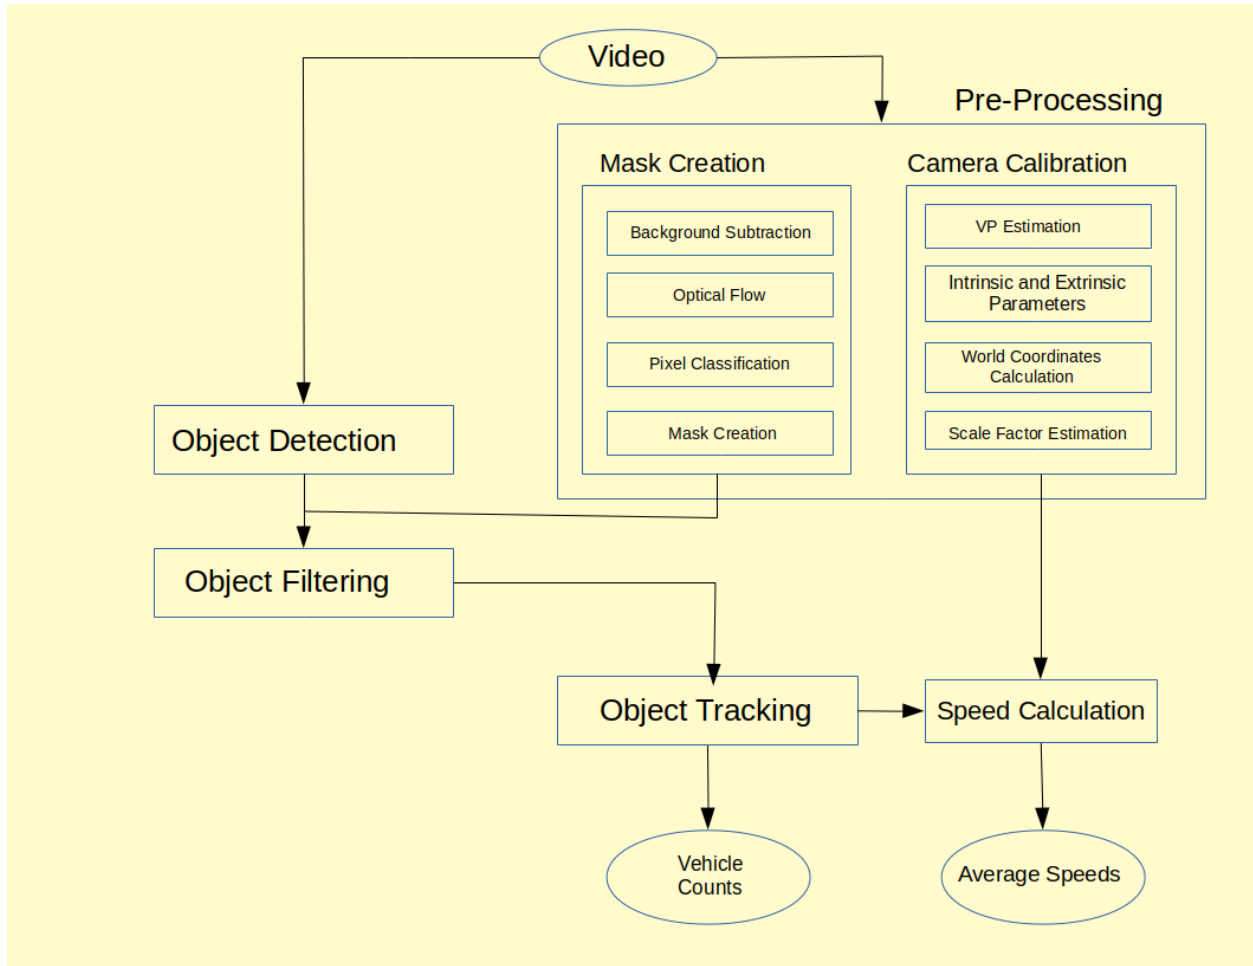 Video
Pre-Processing
Mask Creation
Background Subtraction
Optical Flow
Pixel Classification
Mask Creation
Camera Calibration
VP Estimation
Intrinsic and Extrinsic
Parameters
World Coordinates
Calculation
Scale Factor Estimation
Object Detection
Object Filtering
Object Tracking
Speed Calculation
Vehicle
Counts
Average Speeds